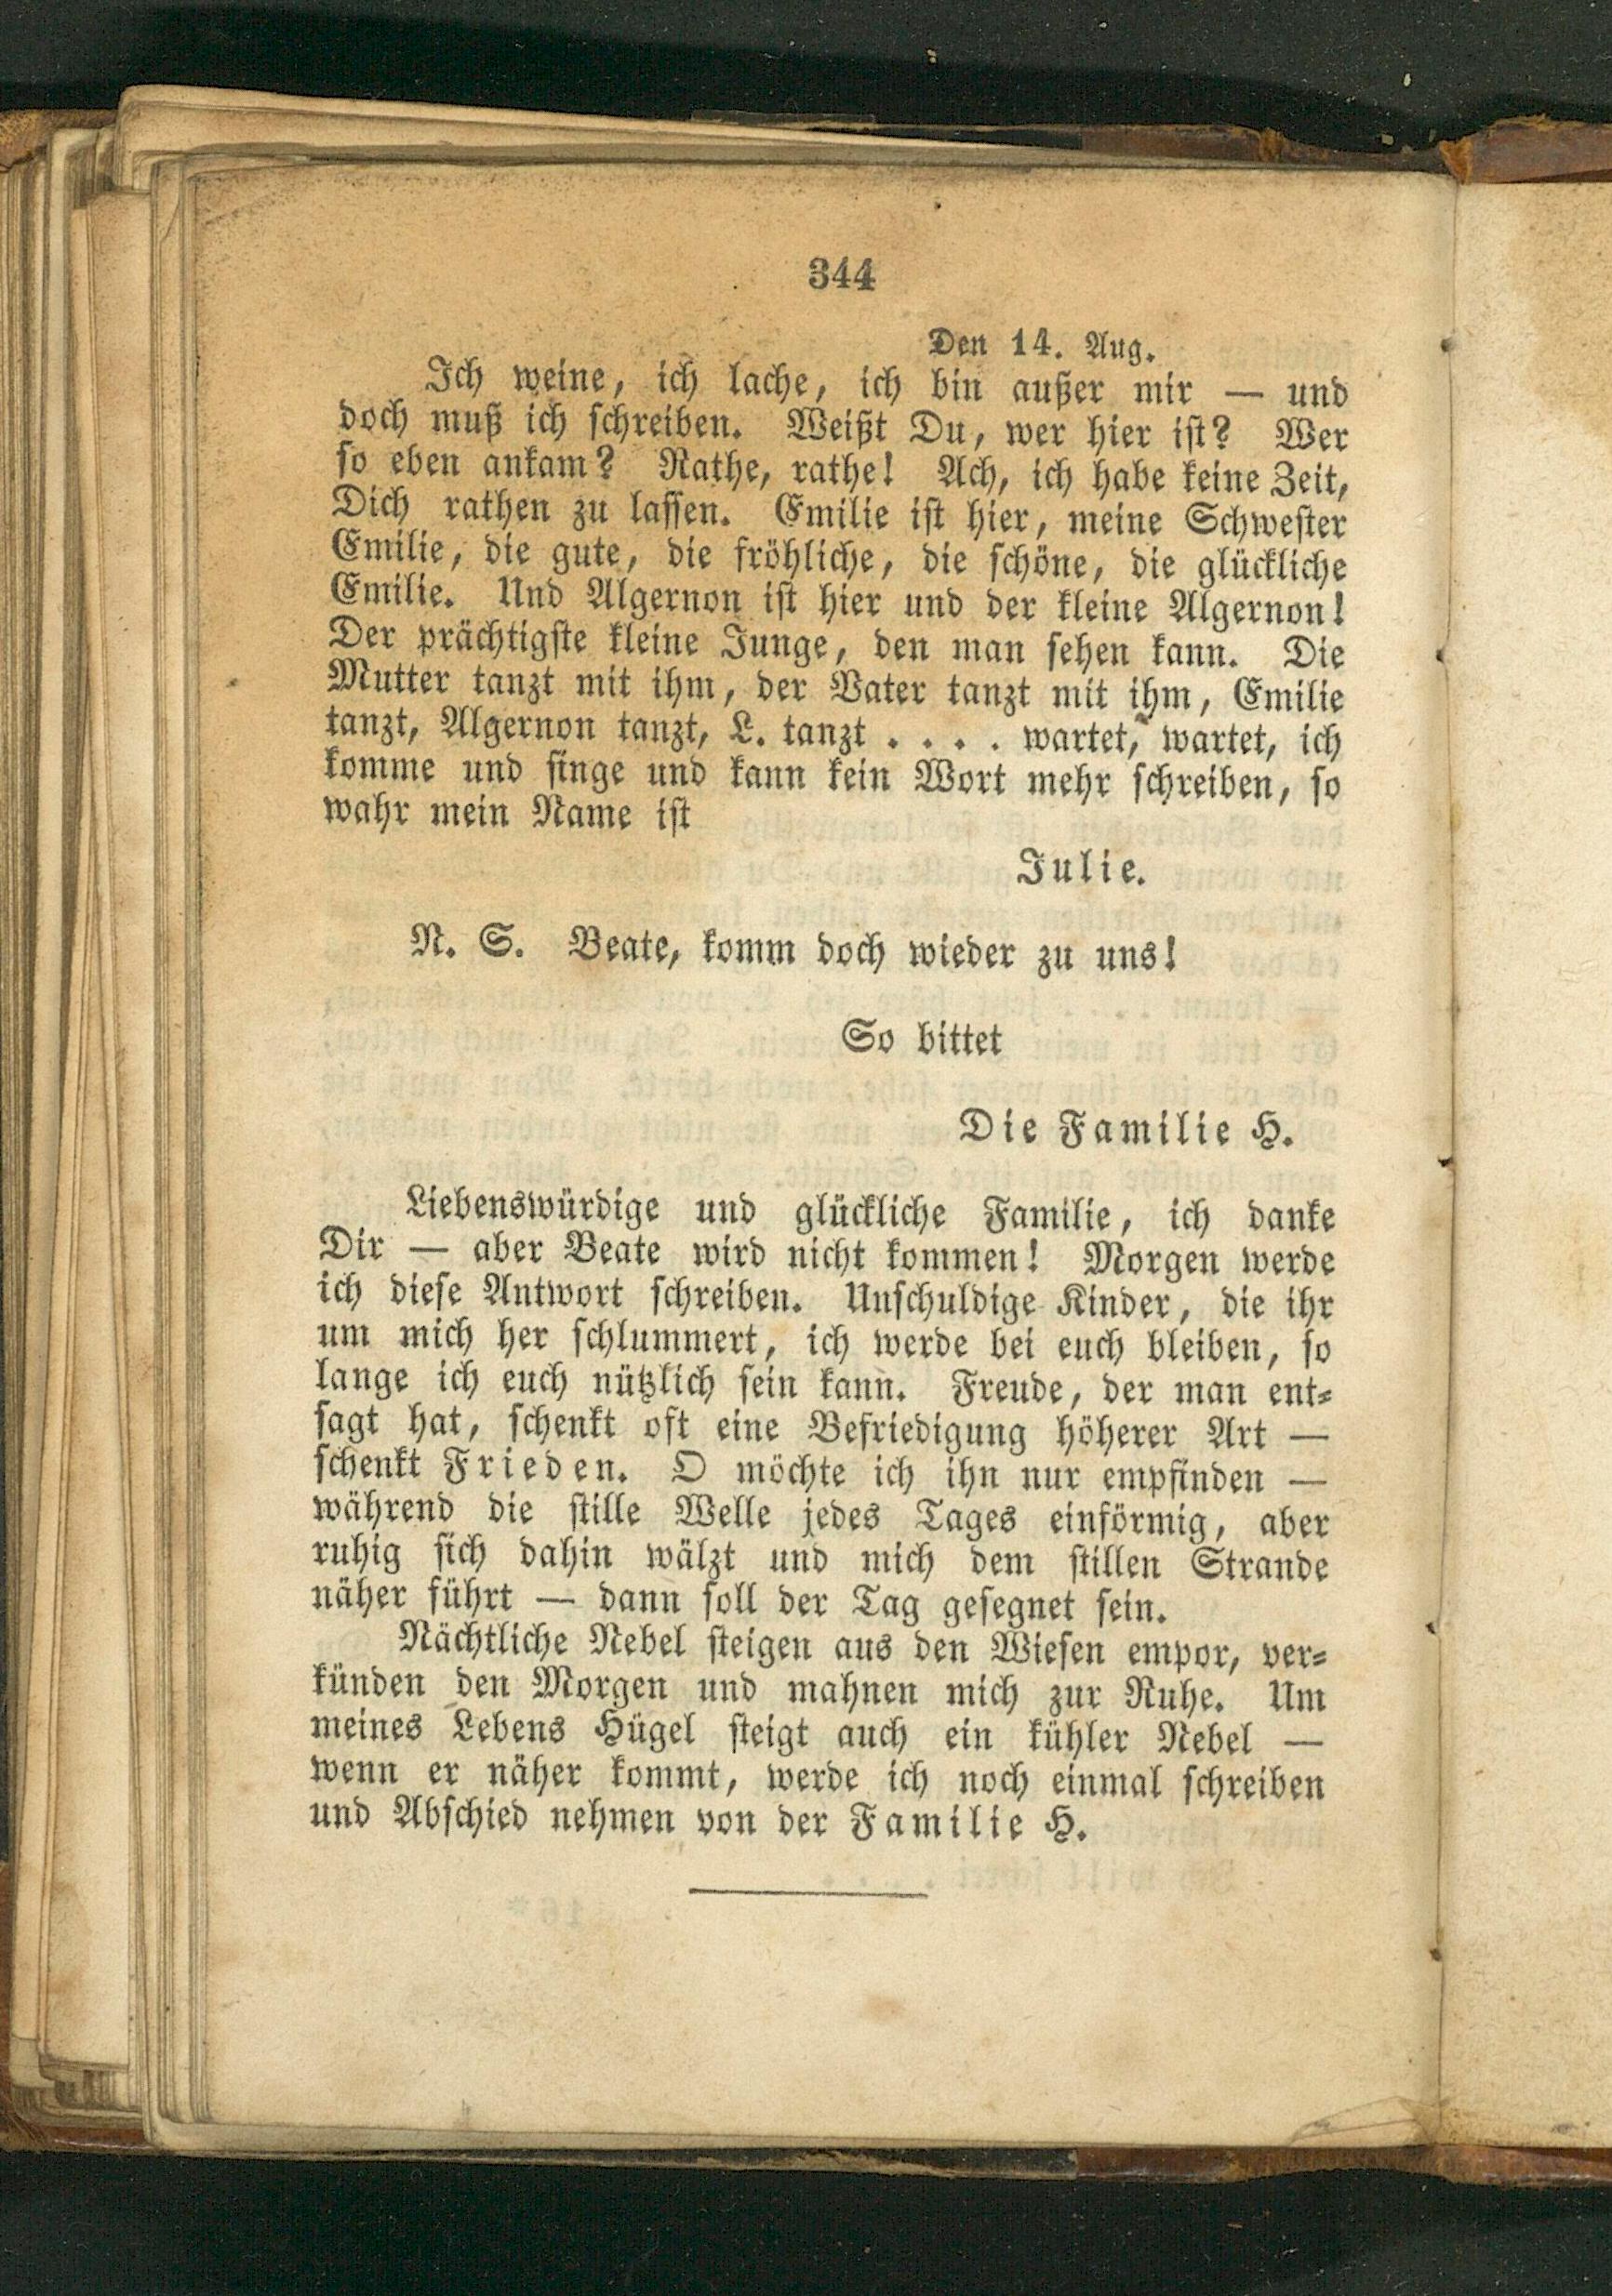 344
Den 14. Aug.
Ich weine, ich lache, ich bin außer mir — und
doch muß ich schreiben. Weißt Du, wer hier ist? Wer
so eben ankam? Rathe, rathe! Ach, ich habe keine Zeit,
Dich rathen zu lassen. Emilie ist hier, meine Schwester
Emilie, die gute, die fröhliche, die schöne, die glückliche
Emilie. Und Algernon ist hier und der kleine Algernon!
Der prächtigste kleine Junge, den man sehen kann. Die
Mutter tanzt mit ihm, der Vater tanzt mit ihm, Emilie
tanzt, Algernon tanzt, L. tanzt . . . . wartet, wartet, ich
komme und singe und kann kein Wort mehr schreiben, so
wahr mein Name ist
Julie.
N. S. Beate, komm doch wieder zu uns!
So bittet
Die Familie H.
Liebenswürdige und glückliche Familie, ich danke
Dir — aber Beate wird nicht kommen! Morgen werde
ich diese Antwort schreiben. Unschuldige Kinder, die ihr
um mich her schlummert, ich werde bei euch bleiben, so
lange ich euch nützlich sein kann. Freude, der man ent-
sagt hat, schenkt oft eine Befriedigung höherer Art —
schenkt Frieden. O möchte ich ihn nur empfinden —
während die stille Welle jedes Tages einförmig, aber
ruhig sich dahin wälzt und mich dem stillen Strande
näher führt — dann soll der Tag gesegnet sein.
Nächtliche Nebel steigen aus den Wiesen empor, ver-
künden den Morgen und mahnen mich zur Ruhe. Um
meines Lebens Hügel steigt auch ein kühler Nebel —
wenn er näher kommt, werde ich noch einmal schreiben
und Abschied nehmen von der Familie H.